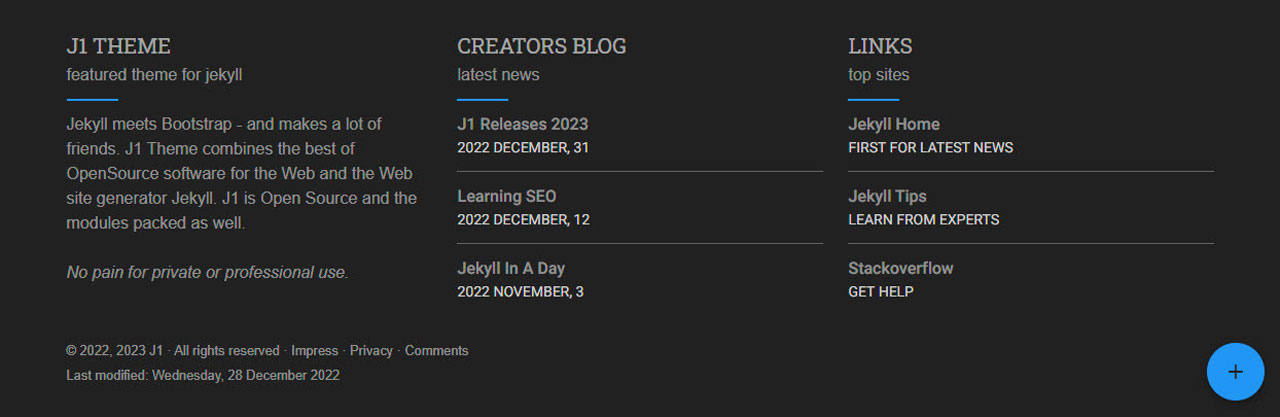 J1 THEME
featured theme for jekyll
Jekyll meets Bootstrap - and makes a lot of
friends. J1 Theme combines the best of
OpenSource software for the Web and the Web
site generator Jekyll. J1 is Open Source and the
modules packed as well.
No pain for private or professional use.
CREATORS BLOG
latest news
J1 Releases 2023
2022 DECEMBER, 31
Learning SEO
2022 DECEMBER, 12
Jekyll In A Day
2022 NOVEMBER, 3
LINKS
top sites
Jekyll Home
FIRST FOR LATEST NEWS
Jekyll Tips
LEARN FROM EXPERTS
Stackoverflow
GET HELP
© 2022, 2023 J1 · All rights reserved · Impress · Privacy · Comments
Last modified: Wednesday, 28 December 2022
+